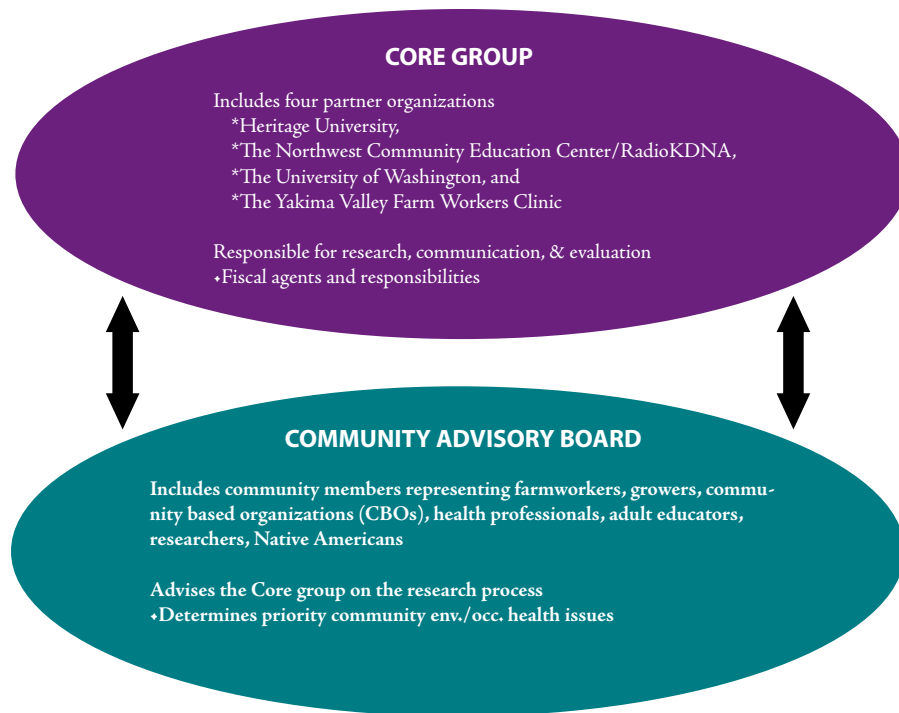 CORE GROUP
Includes four partner organizations
*Heritage University,
*The Northwest Community Education Center/RadioKDNA,
*The University of Washington, and
*The Yakima Valley Farm Workers Clinic
Responsible for research, communication, & evaluation
•Fiscal agents and responsibilities
COMMUNITY ADVISORY BOARD
Includes community members representing farmworkers, growers, commu-
nity based organizations (CBOs), health professionals, adult educators,
researchers, Native Americans
Advises the Core group on the research process
•Determines priority community env./occ. health issues